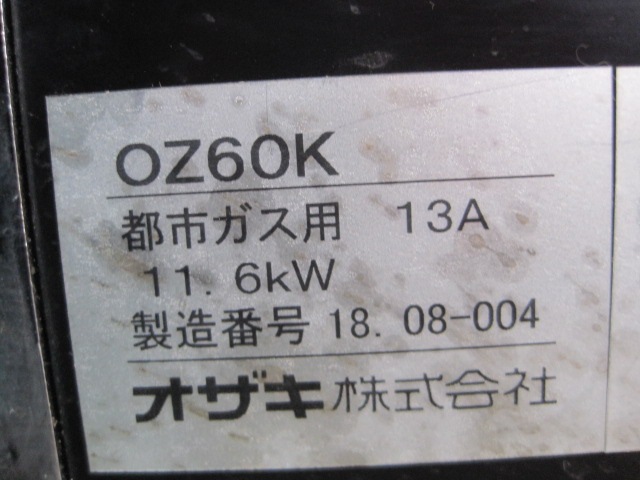 OZ60K
都市ガス用 13A
11.6kW
製造番号 18.08-004
オザキ株式会社